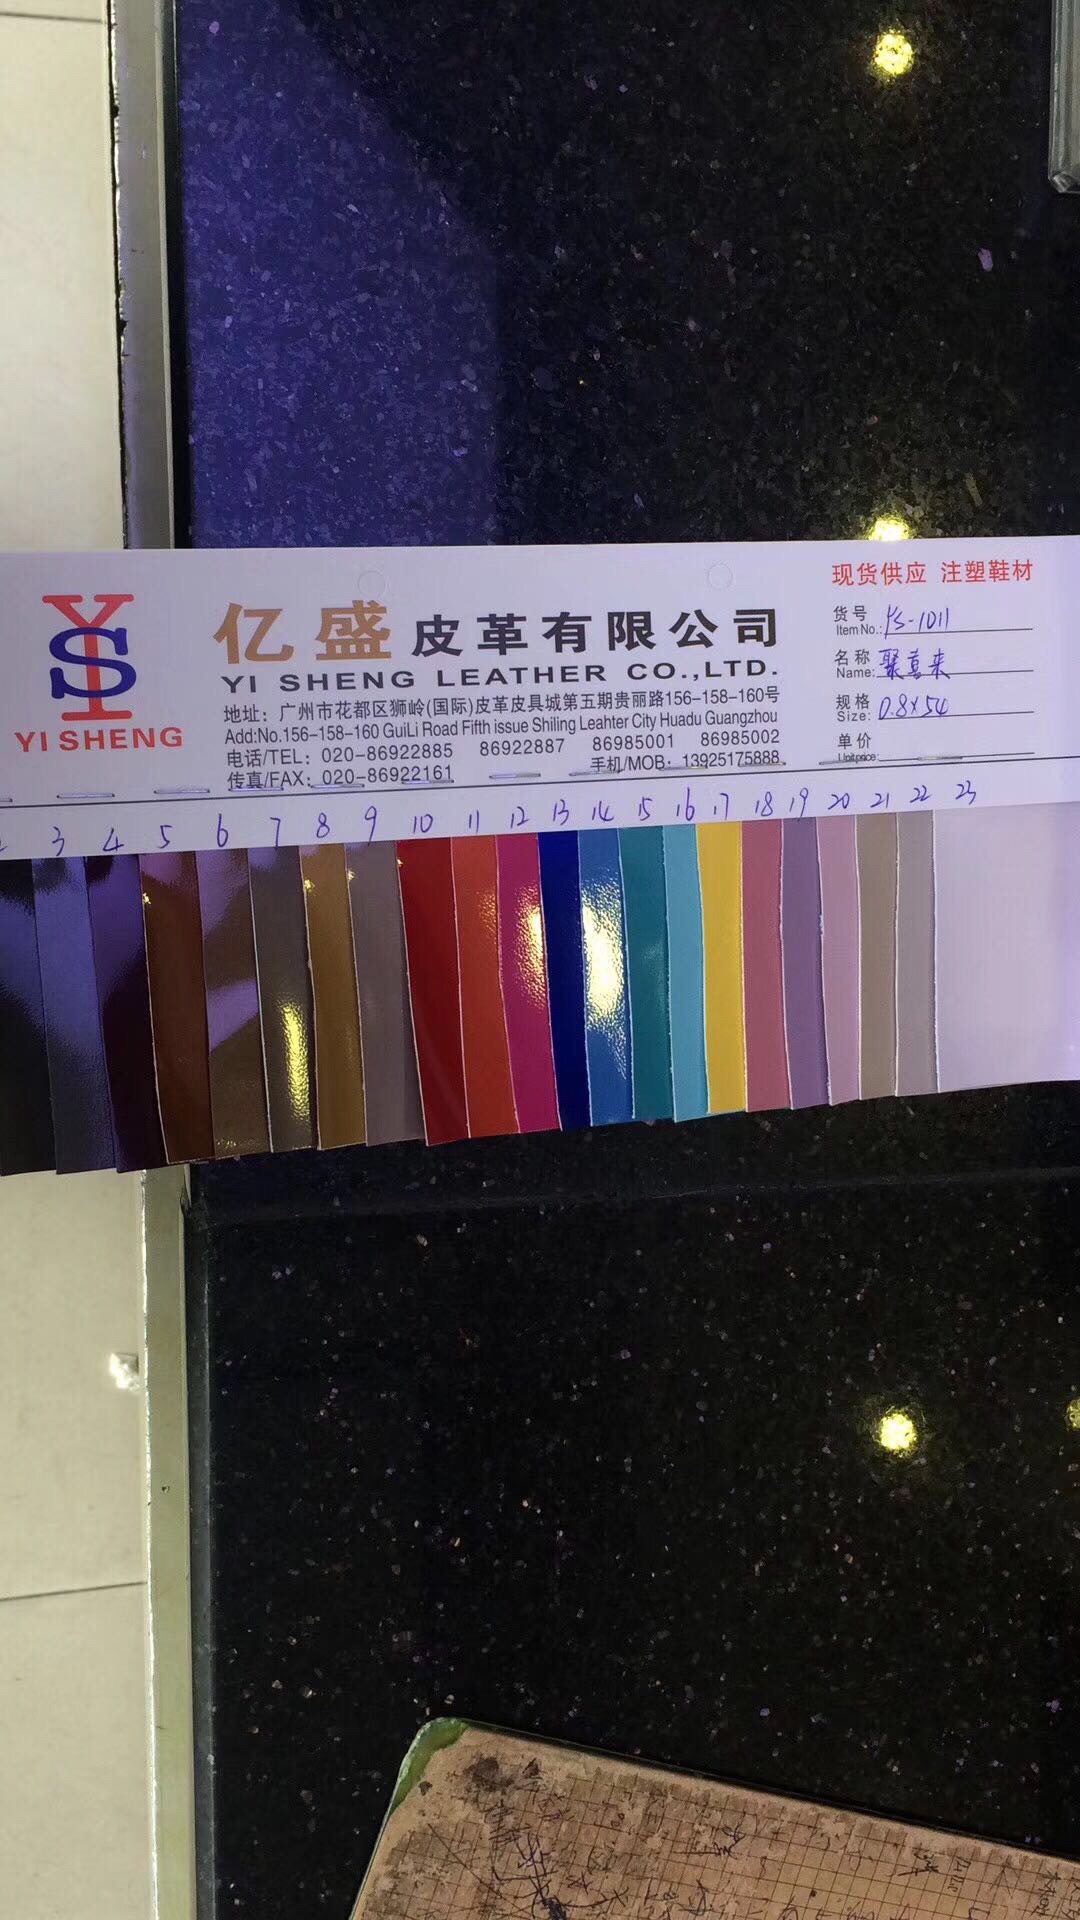 现货供应 注塑鞋材
YS
YI SHENG
亿盛皮革有限公司
YI SHENG LEATHER CO.,LTD.
地址：广州市花都区狮岭(国际)皮革皮具城第五期贵丽路156-158-160号
Add:No.156-158-160 GuiLi Road Fifth issue Shiling Leahter City Huadu Guangzhou
电话/TEL：020-86922885 86922887 86985001 86985002
传真/FAX：020-86922161 手机/MOB：13925175888
货号
Item No.: YS-1011
名称
Name: 聚喜来
规格
Size: 0.8×54
单价
Unit price:
3 4 5 6 7 8 9 10 11 12 13 14 15 16 17 18 19 20 21 22 23